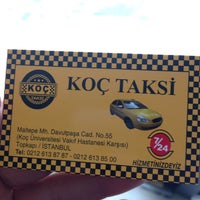 KOÇ
TAKSİ
KOÇ TAKSİ
Maltepe Mh. Davutpaşa Cad. No.55
(Koç Üniversitesi Vakıf Hastanesi Karşısı)
Topkapı / İSTANBUL
Tel: 0212 613 67 67 - 0212 613 85 00
7/24
HİZMETİNİZDEYİZ